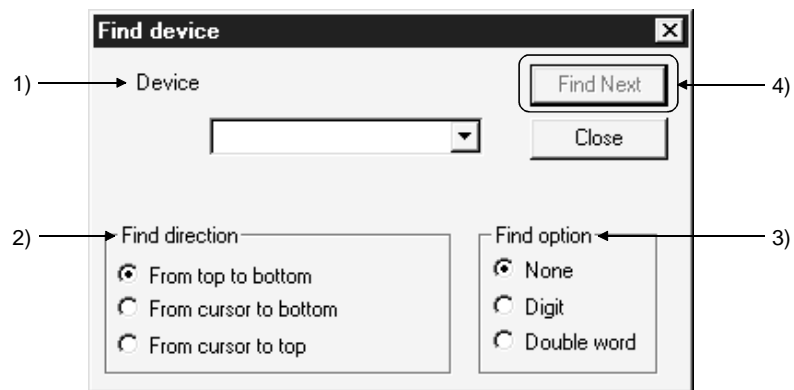 Find device
1) Device
Find Next 4)
Close
2) Find direction
From top to bottom
From cursor to bottom
From cursor to top
Find option 3)
None
Digit
Double word